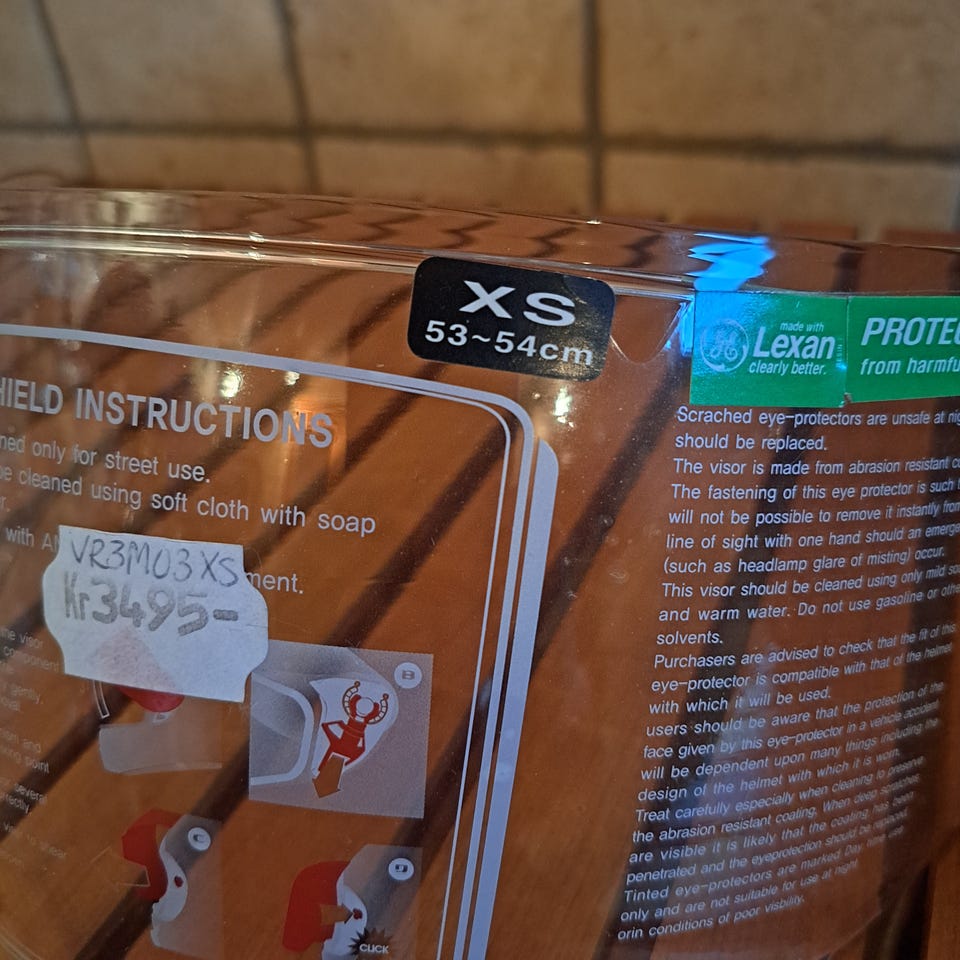 XS
53~54cm
made with
Lexan
clearly better.
PROTEC
from harmfu
HIELD INSTRUCTIONS
ned only for street use.
be cleaned using soft cloth with soap
r.
with
ment.
VR3M03XS
Kr3495-
ne visor
component
gently.
B
9
CLICK
Scrached eye-protectors are unsafe at nig
should be replaced.
The visor is made from abrasion resistant co
The fastening of this eye protector is such t
will not be possible to remove it instantly from
line of sight with one hand should an emerge
(such as headlamp glare of misting) occur.
This visor should be cleaned using only mild so
and warm water. Do not use gasoline or othe
solvents.
Purchasers are advised to check that the fit of this
eye-protector is compatible with that of the helmet
with which it will be used.
users should be aware that the protection of the
face given by this eye-protector in a vehicle accident
will be dependent upon many things including the
design of the helmet with which it is worn.
Treat carefully especially when cleaning to preserve
the abrasion resistant coating, When deep scratches
are visible it is likely that the coating has been
penetrated and the eyeprotection should be replaced.
Tinted eye-protectors are marked Day time use
only and are not suitable for use at night
orin conditions of poor visbility.